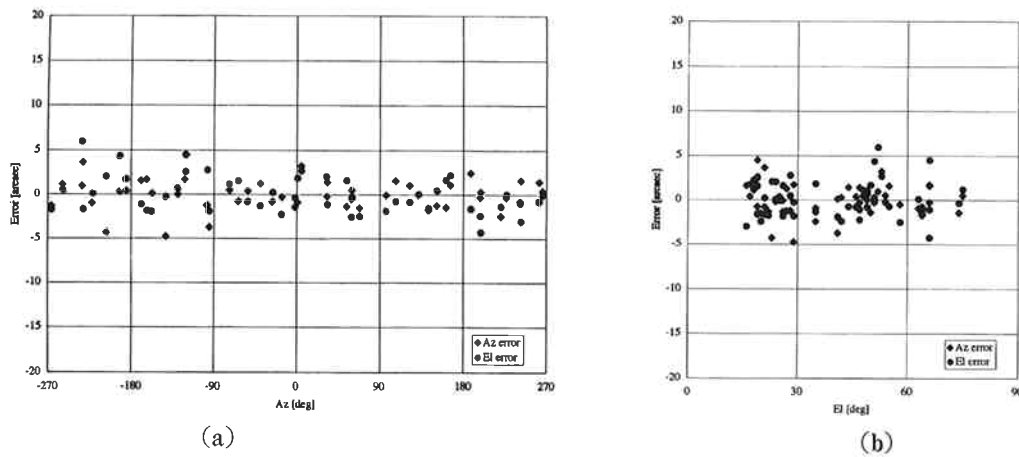 20
15
10
5
0
-5
-10
-15
-20
Error [arcsec]
Az error
El error
-270 -180 -90 0 90 180 270
Az [deg]
(a)
20
15
10
5
0
-5
-10
-15
-20
Error [arcsec]
Az error
El error
0 30 60 90
El [deg]
(b)